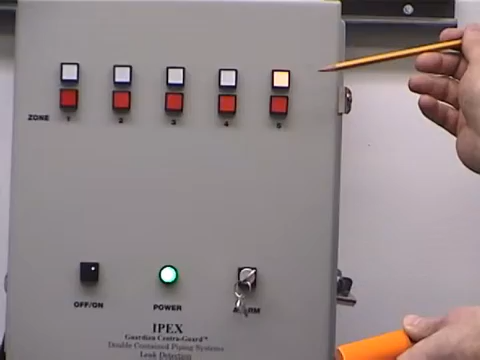 ZONE 1 2 3 4 5
OFF/ON POWER ALARM
IPEX
Guardian Centra-Guard™
Double Contained Piping Systems
Leak Detection